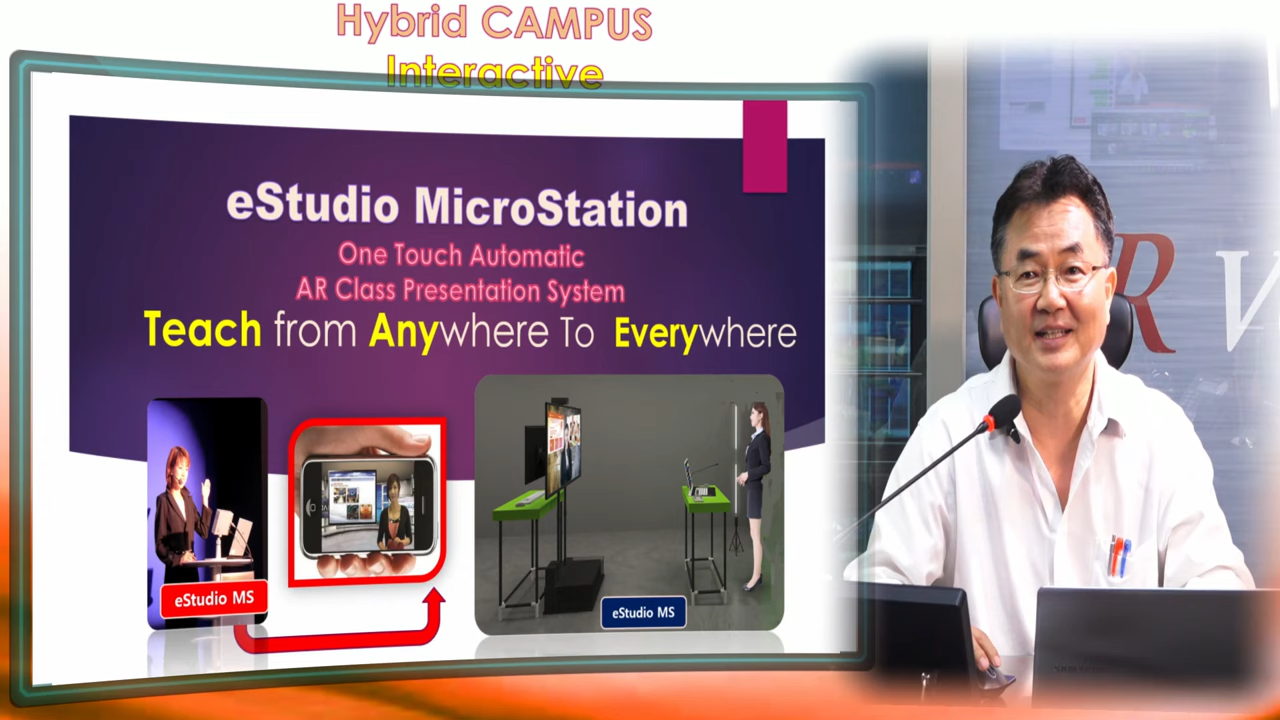 Hybrid CAMPUS
Interactive
eStudio MicroStation
One Touch Automatic
AR Class Presentation System
Teach from Anywhere To Everywhere
eStudio MS
eStudio MS
R V